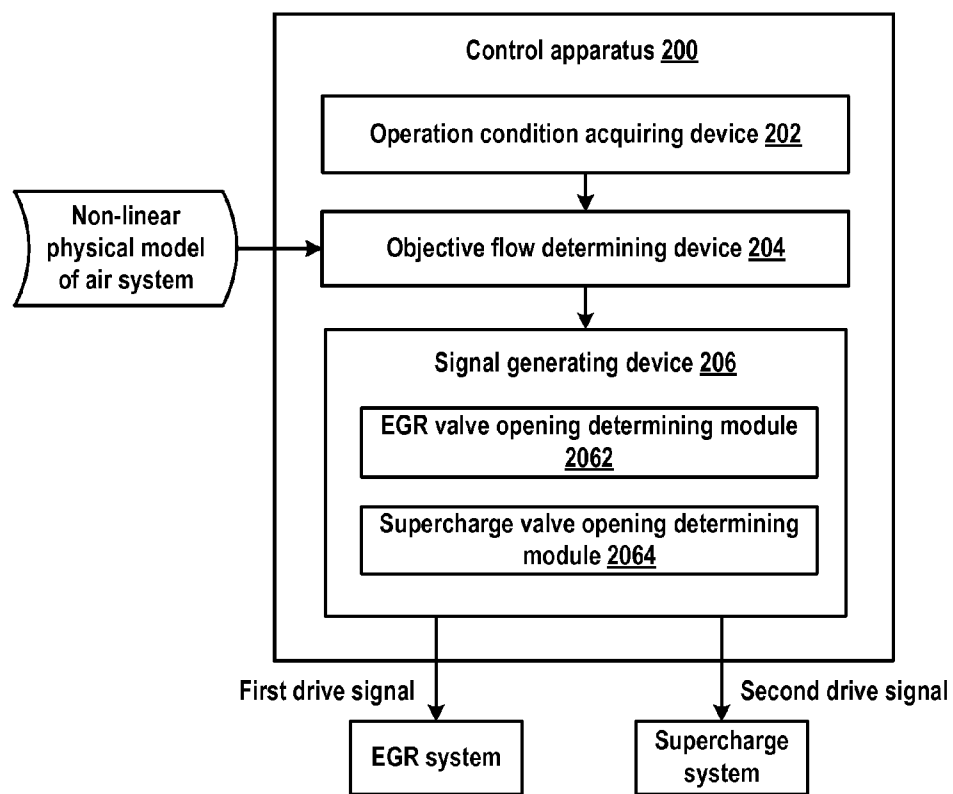 Control apparatus 200
Operation condition acquiring device 202
Non-linear
physical model
of air system
Objective flow determining device 204
Signal generating device 206
EGR valve opening determining module
2062
Supercharge valve opening determining
module 2064
First drive signal
Second drive signal
EGR system
Supercharge
system